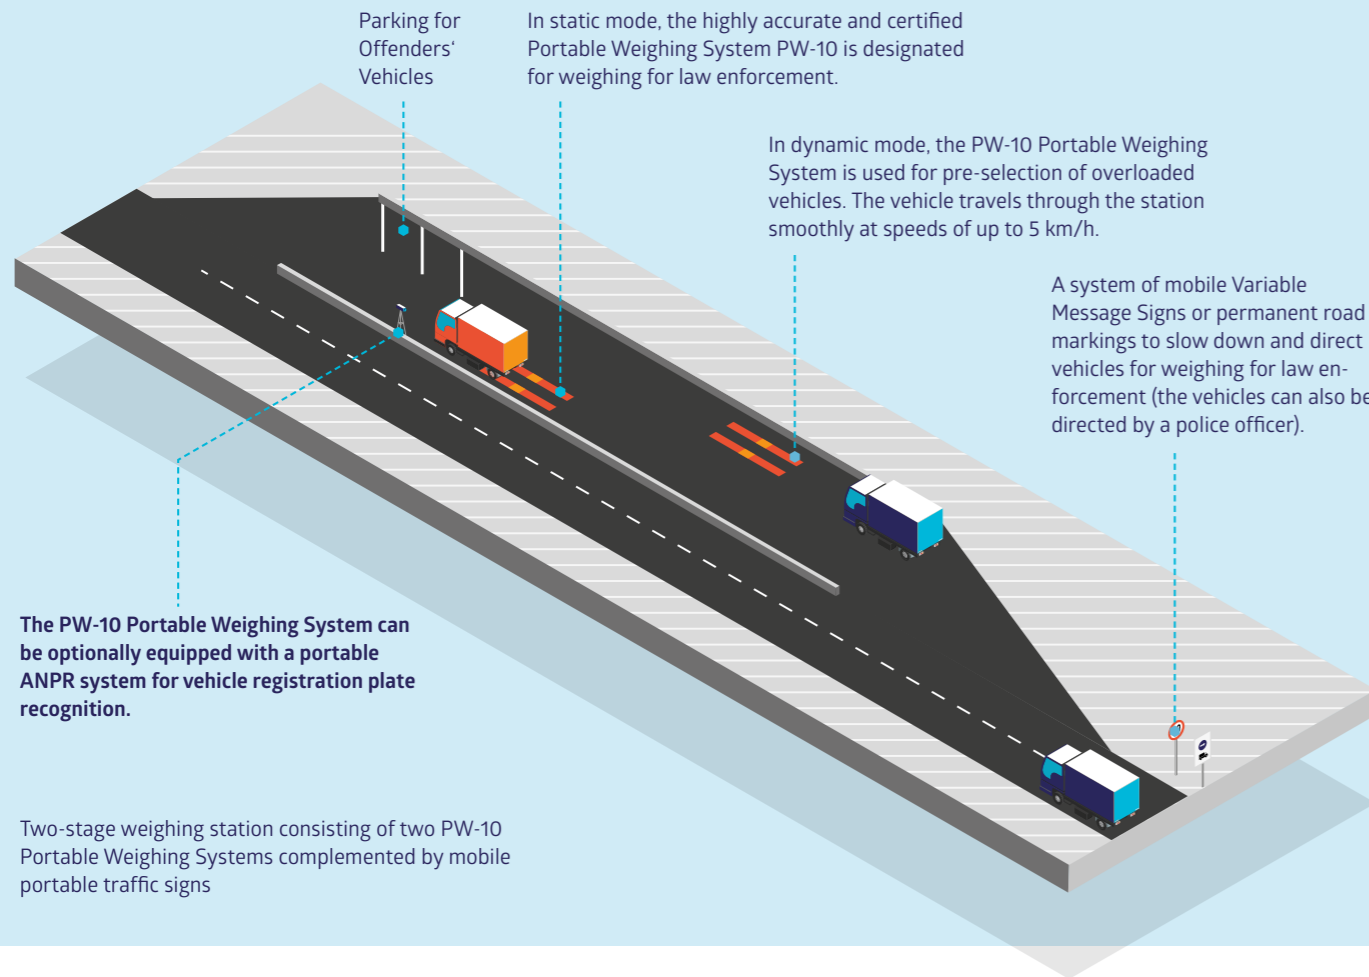 Parking for
Offenders‘
Vehicles
In static mode, the highly accurate and certified
Portable Weighing System PW-10 is designated
for weighing for law enforcement.
In dynamic mode, the PW-10 Portable Weighing
System is used for pre-selection of overloaded
vehicles. The vehicle travels through the station
smoothly at speeds of up to 5 km/h.
A system of mobile Variable
Message Signs or permanent road
markings to slow down and direct
vehicles for weighing for law en-
forcement (the vehicles can also be
directed by a police officer).
The PW-10 Portable Weighing System can
be optionally equipped with a portable
ANPR system for vehicle registration plate
recognition.
Two-stage weighing station consisting of two PW-10
Portable Weighing Systems complemented by mobile
portable traffic signs